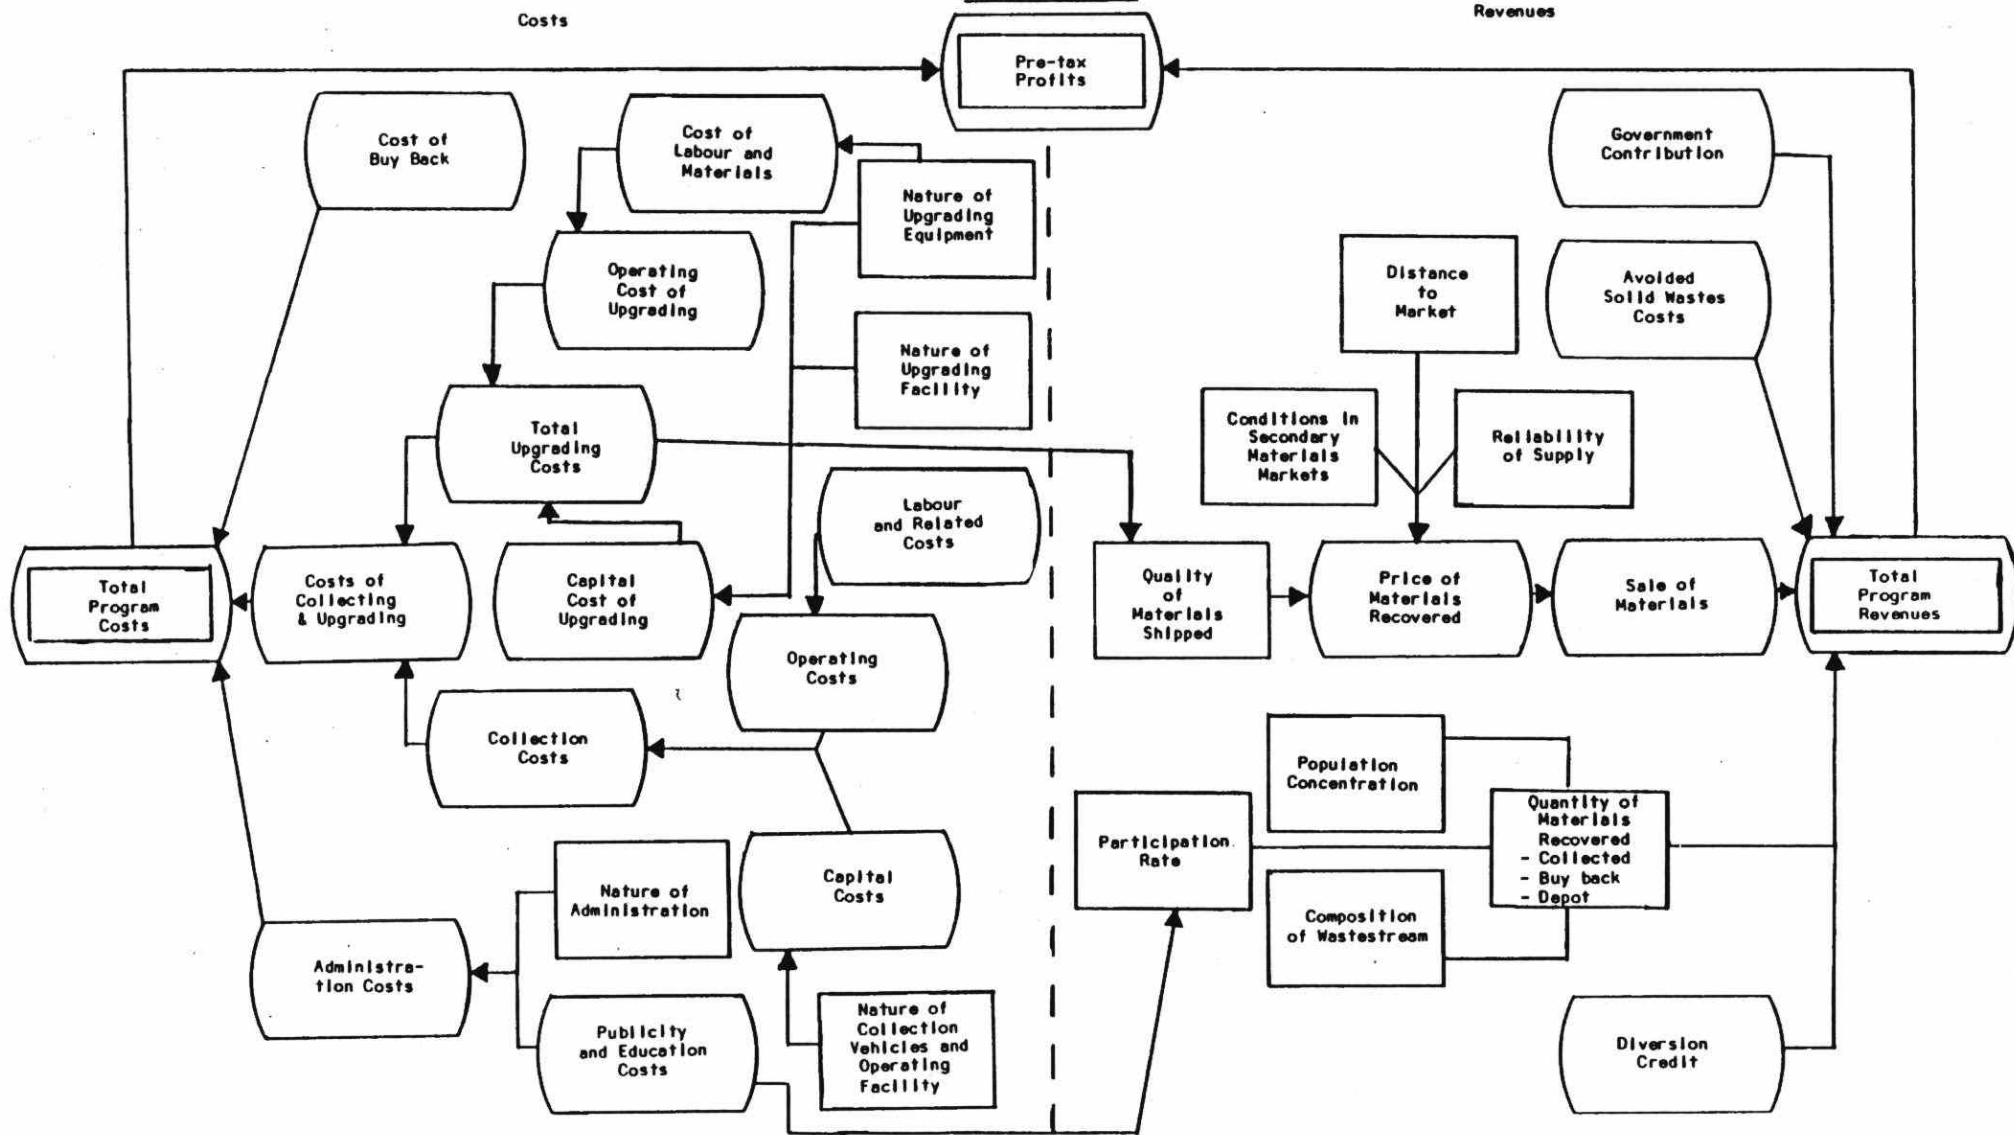 Costs
Revenues
Pre-tax
Profits
Cost of
Buy Back
Cost of
Labour and
Materials
Nature of
Upgrading
Equipment
Operating
Cost of
Upgrading
Nature of
Upgrading
Facility
Total
Upgrading
Costs
Labour
and Related
Costs
Total
Program
Costs
Costs of
Collecting
& Upgrading
Capital
Cost of
Upgrading
Operating
Costs
Collection
Costs
Capital
Costs
Nature of
Administration
Administra-
tion Costs
Publicity
and Education
Costs
Nature of
Collection
Vehicles and
Operating
Facility
Government
Contribution
Distance
to
Market
Avoided
Solid Wastes
Costs
Conditions in
Secondary
Materials
Markets
Reliability
of Supply
Quality
of
Materials
Shipped
Price of
Materials
Recovered
Sale of
Materials
Total
Program
Revenues
Population
Concentration
Participation
Rate
Quantity of
Materials
Recovered
- Collected
- Buy back
- Depot
Composition
of Wastestream
Diversion
Credit